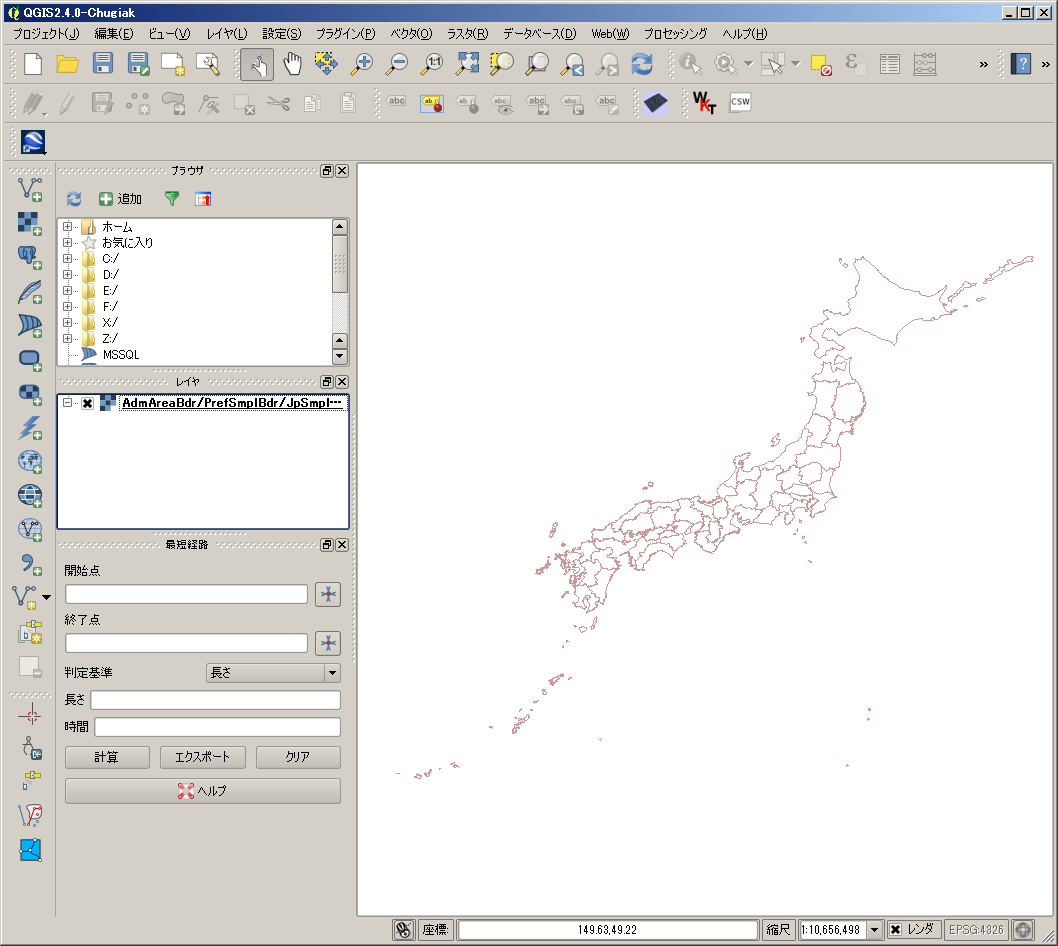 QGIS2.4.0-Chugiak
プロジェクト(J) 編集(E) ビュー(V) レイヤ(L) 設定(S) プラグイン(P) ベクタ(O) ラスタ(R) データベース(D) Web(W) プロセッシング ヘルプ(H)
1:1 ε » ? »
abc ab ab abc abc abc abc WKT CSW
ブラウザ
追加
ホーム
お気に入り
C:/
D:/
E:/
F:/
X:/
Z:/
MSSQL
レイヤ
AdmAreaBdr/PrefSmplBdr/JpSmpl---
最短経路
開始点
終了点
判定基準 長さ
長さ
時間
計算 エクスポート クリア
ヘルプ
座標: 149.63,49.22 縮尺 1:10,656,498 レンダ EPSG:4326